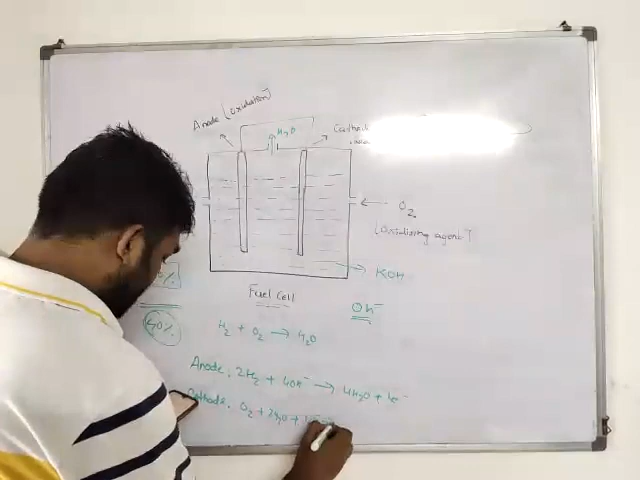 Anode [oxidation]
H₂O
Cathode
O₂
[Oxidising agent]
KOH
Fuel Cell
OH⁻
40%
H₂ + O₂ → H₂O
Anode. 2H₂ + 4OH⁻ → 4H₂O + 4e⁻
Cathode. O₂ + 2H₂O +